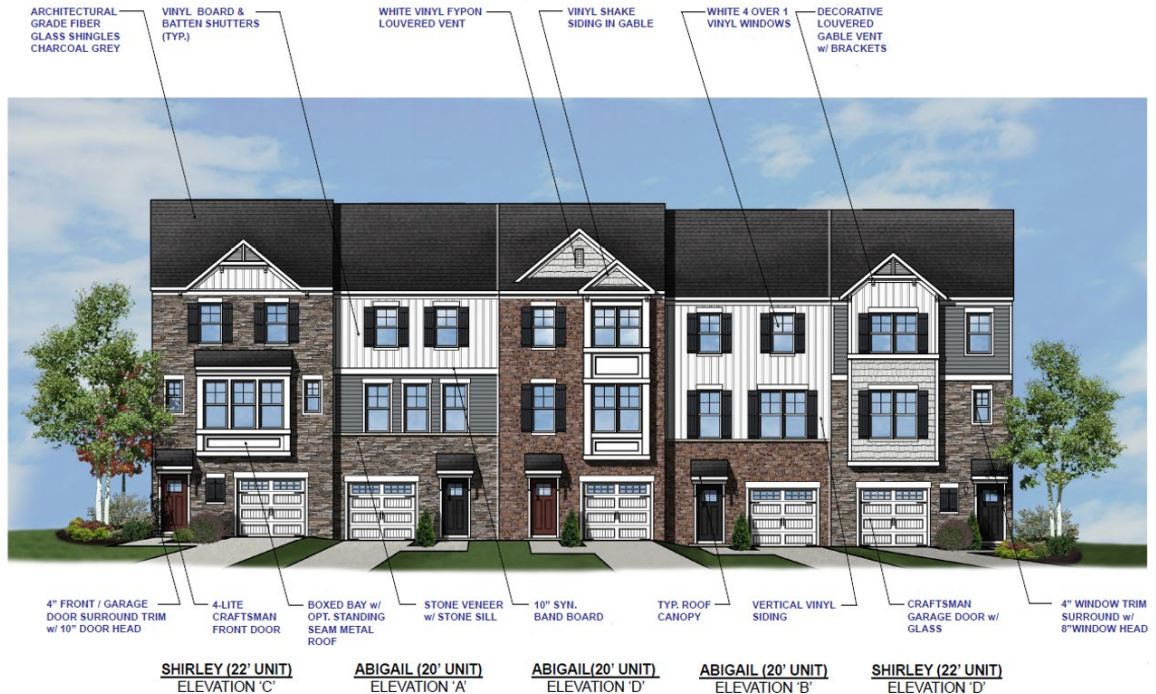 ARCHITECTURAL
GRADE FIBER
GLASS SHINGLES
CHARCOAL GREY
VINYL BOARD &
BATTEN SHUTTERS
(TYP.)
WHITE VINYL FYPON
LOUVERED VENT
VINYL SHAKE
SIDING IN GABLE
WHITE 4 OVER 1
VINYL WINDOWS
DECORATIVE
LOUVERED
GABLE VENT
w/ BRACKETS
4" FRONT / GARAGE
DOOR SURROUND TRIM
w/ 10" DOOR HEAD
4-LITE
CRAFTSMAN
FRONT DOOR
BOXED BAY w/
OPT. STANDING
SEAM METAL
ROOF
STONE VENEER
w/ STONE SILL
10" SYN.
BAND BOARD
TYP. ROOF
CANOPY
VERTICAL VINYL
SIDING
CRAFTSMAN
GARAGE DOOR w/
GLASS
4" WINDOW TRIM
SURROUND w/
8"WINDOW HEAD
SHIRLEY (22' UNIT)
ELEVATION 'C'
ABIGAIL (20' UNIT)
ELEVATION 'A'
ABIGAIL(20' UNIT)
ELEVATION 'D'
ABIGAIL (20' UNIT)
ELEVATION 'B'
SHIRLEY (22' UNIT)
ELEVATION 'D'